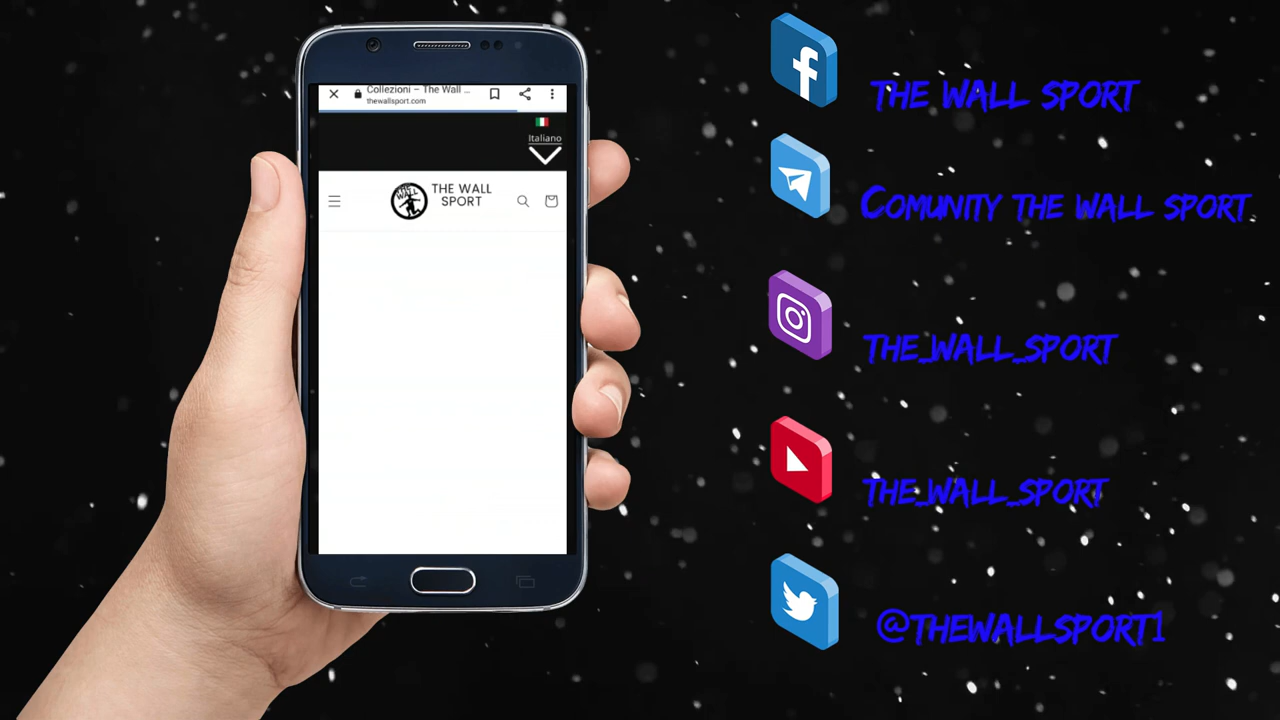 Collezioni – The Wall ...
thewallsport.com
Italiano
THE WALL
SPORT
THE WALL SPORT
COMUNITY THE WALL SPORT
THE_WALL_SPORT
THE_WALL_SPORT
@THEWALLSPORT1